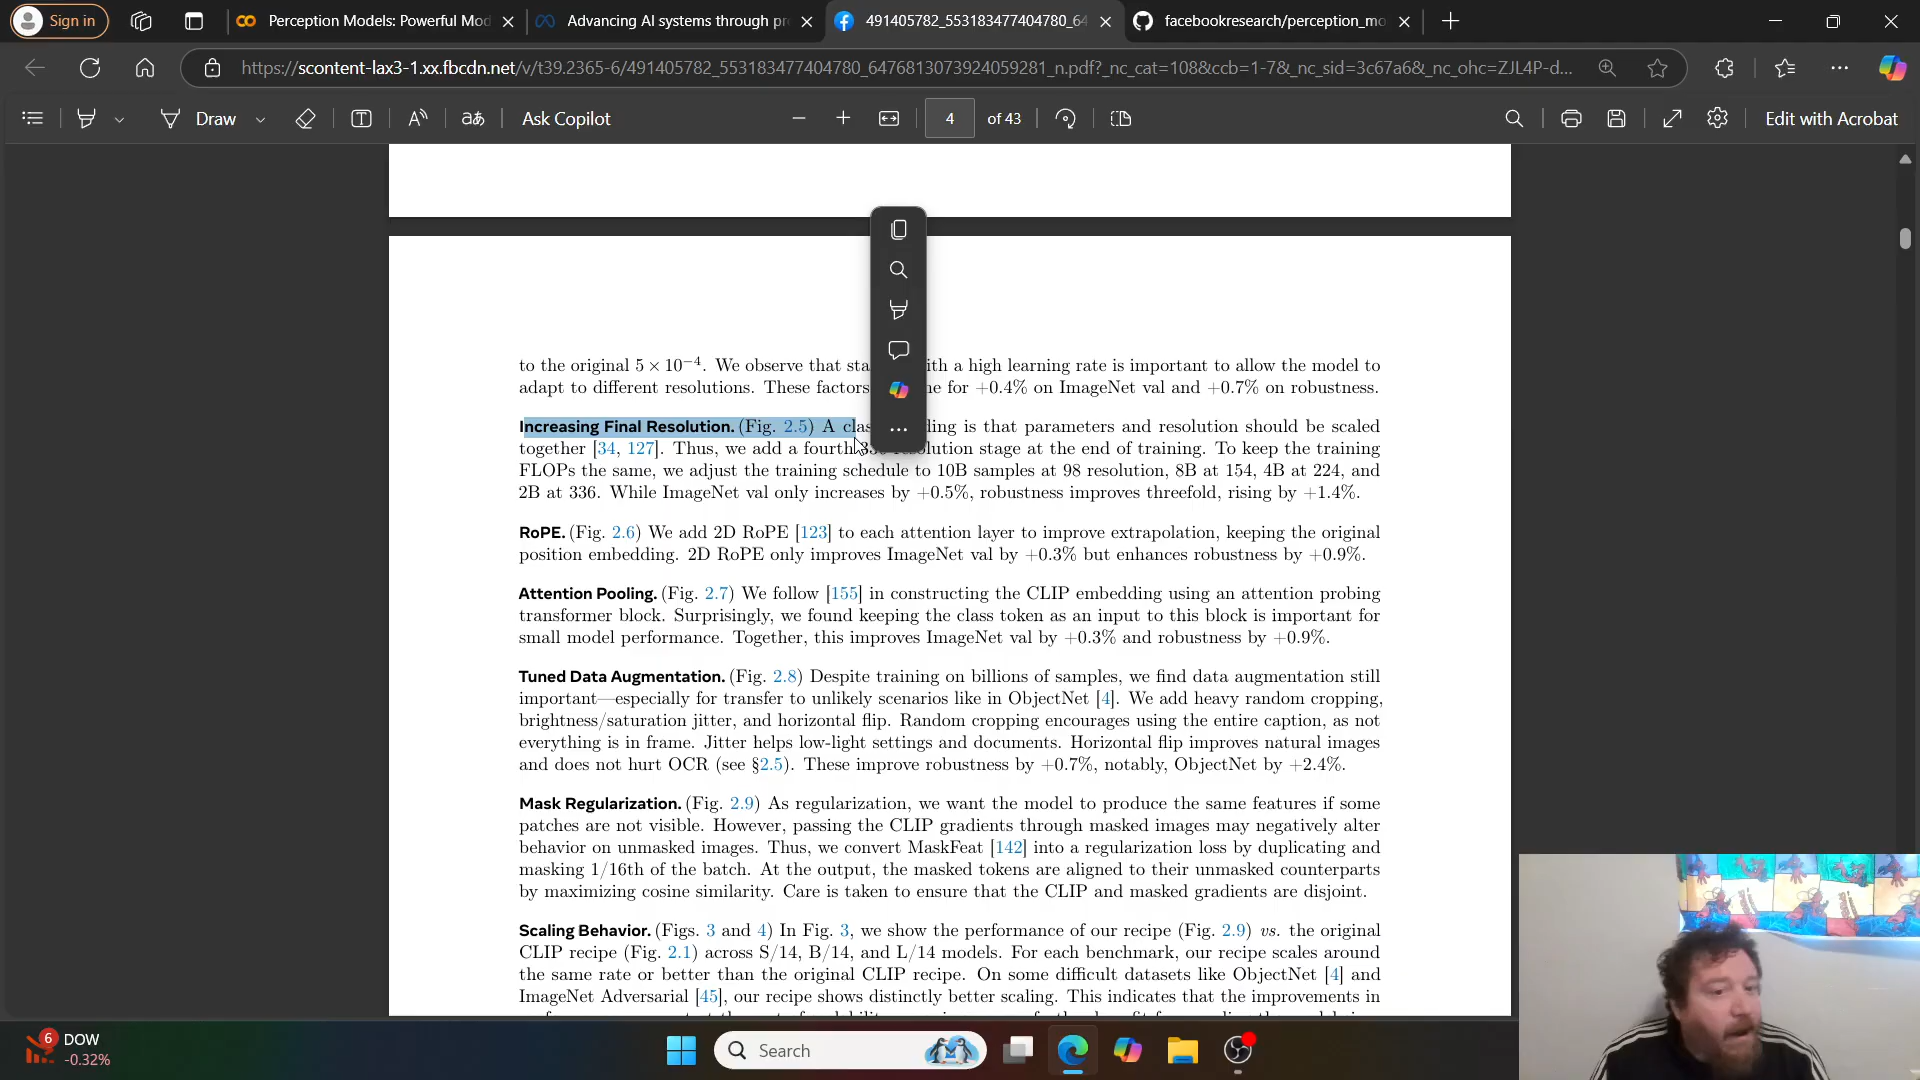 Sign in
Perception Models: Powerful Mod
Advancing AI systems through pr
491405782_553183477404780_64
facebookresearch/perception_mo
https://scontent-lax3-1.xx.fbcdn.net/v/t39.2365-6/491405782_553183477404780_6476813073924059281_n.pdf?_nc_cat=108&ccb=1-7&_nc_sid=3c67a6&_nc_ohc=ZJL4P-d...
Draw
aあ
Ask Copilot
4 of 43
Edit with Acrobat
to the original 5 × 10⁻⁴. We observe that sta ith a high learning rate is important to allow the model to
adapt to different resolutions. These factors ne for +0.4% on ImageNet val and +0.7% on robustness.
Increasing Final Resolution. (Fig. 2.5) A clas ding is that parameters and resolution should be scaled
together [34, 127]. Thus, we add a fourth 336 resolution stage at the end of training. To keep the training
FLOPs the same, we adjust the training schedule to 10B samples at 98 resolution, 8B at 154, 4B at 224, and
2B at 336. While ImageNet val only increases by +0.5%, robustness improves threefold, rising by +1.4%.
RoPE. (Fig. 2.6) We add 2D RoPE [123] to each attention layer to improve extrapolation, keeping the original
position embedding. 2D RoPE only improves ImageNet val by +0.3% but enhances robustness by +0.9%.
Attention Pooling. (Fig. 2.7) We follow [155] in constructing the CLIP embedding using an attention probing
transformer block. Surprisingly, we found keeping the class token as an input to this block is important for
small model performance. Together, this improves ImageNet val by +0.3% and robustness by +0.9%.
Tuned Data Augmentation. (Fig. 2.8) Despite training on billions of samples, we find data augmentation still
important—especially for transfer to unlikely scenarios like in ObjectNet [4]. We add heavy random cropping,
brightness/saturation jitter, and horizontal flip. Random cropping encourages using the entire caption, as not
everything is in frame. Jitter helps low-light settings and documents. Horizontal flip improves natural images
and does not hurt OCR (see §2.5). These improve robustness by +0.7%, notably, ObjectNet by +2.4%.
Mask Regularization. (Fig. 2.9) As regularization, we want the model to produce the same features if some
patches are not visible. However, passing the CLIP gradients through masked images may negatively alter
behavior on unmasked images. Thus, we convert MaskFeat [142] into a regularization loss by duplicating and
masking 1/16th of the batch. At the output, the masked tokens are aligned to their unmasked counterparts
by maximizing cosine similarity. Care is taken to ensure that the CLIP and masked gradients are disjoint.
Scaling Behavior. (Figs. 3 and 4) In Fig. 3, we show the performance of our recipe (Fig. 2.9) vs. the original
CLIP recipe (Fig. 2.1) across S/14, B/14, and L/14 models. For each benchmark, our recipe scales around
the same rate or better than the original CLIP recipe. On some difficult datasets like ObjectNet [4] and
ImageNet Adversarial [45], our recipe shows distinctly better scaling. This indicates that the improvements in
6
DOW
-0.32%
Search